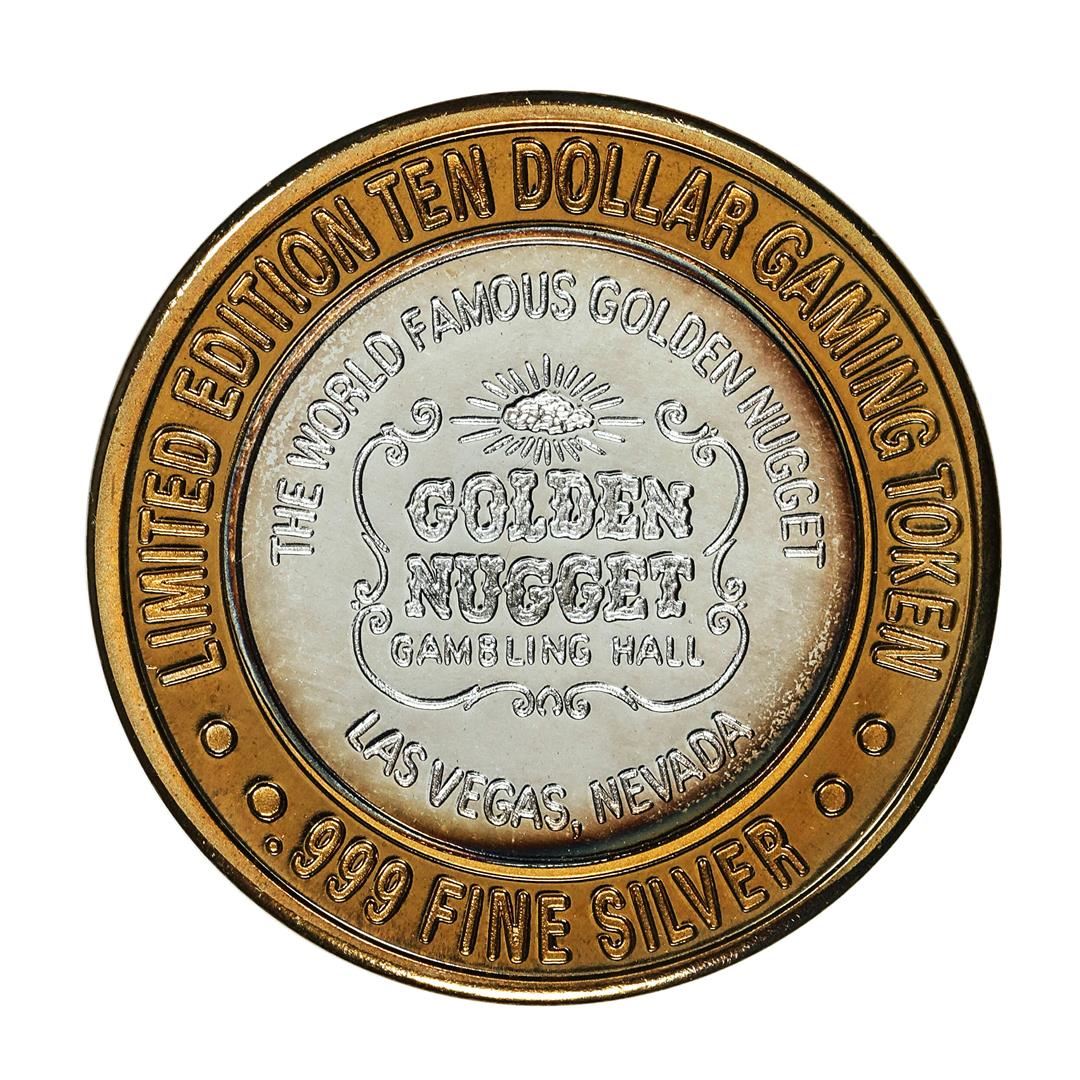 LIMITED EDITION TEN DOLLAR GAMING TOKEN
THE WORLD FAMOUS GOLDEN NUGGET
GOLDEN
NUGGET
GAMBLING HALL
LAS VEGAS, NEVADA
.999 FINE SILVER